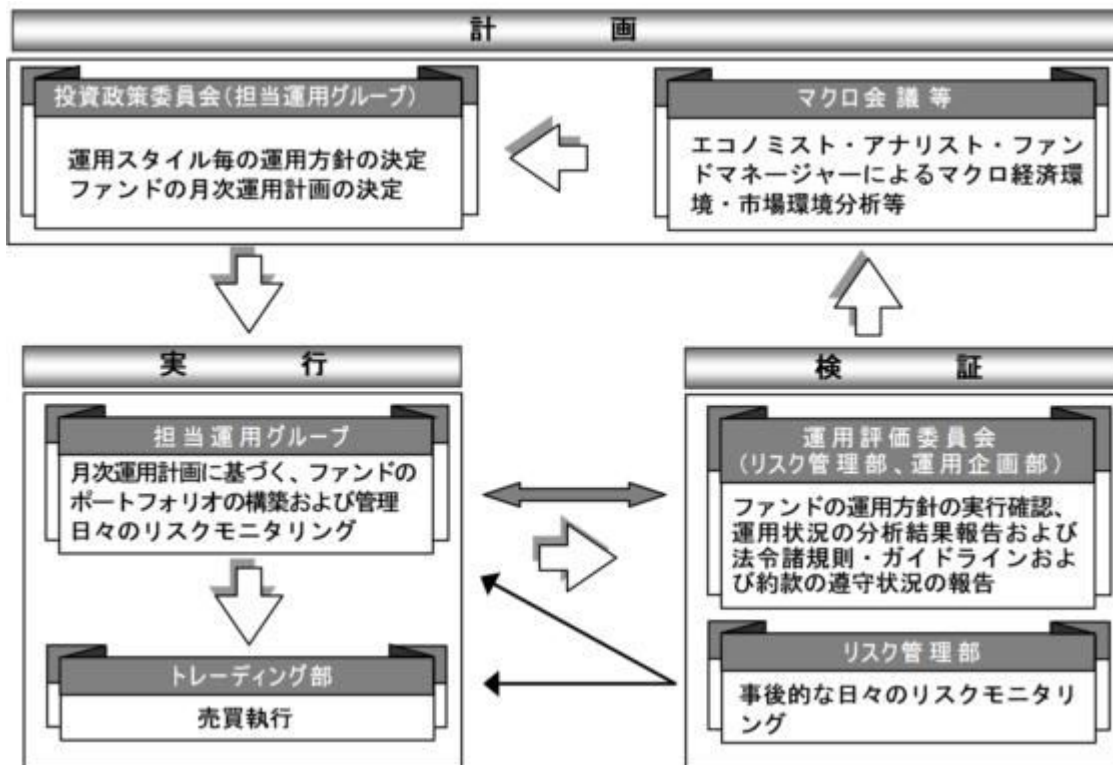 計画
投資政策委員会(担当運用グループ)
運用スタイル毎の運用方針の決定
ファンドの月次運用計画の決定
マクロ会議等
エコノミスト・アナリスト・ファン
ドマネージャーによるマクロ経済環
境・市場環境分析等
実行
担当運用グループ
月次運用計画に基づく、ファンドの
ポートフォリオの構築および管理
日々のリスクモニタリング
トレーディング部
売買執行
検証
運用評価委員会
(リスク管理部、運用企画部)
ファンドの運用方針の実行確認、
運用状況の分析結果報告および
法令諸規則・ガイドラインおよ
び約款の遵守状況の報告
リスク管理部
事後的な日々のリスクモニタリ
ング